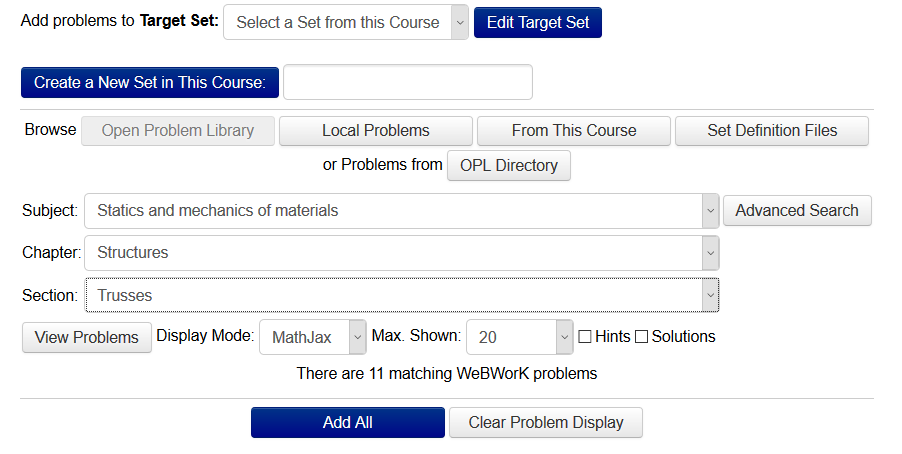 Add problems to Target Set: Select a Set from this Course Edit Target Set
Create a New Set in This Course:
Browse Open Problem Library Local Problems From This Course Set Definition Files
or Problems from OPL Directory
Subject: Statics and mechanics of materials Advanced Search
Chapter: Structures
Section: Trusses
View Problems Display Mode: MathJax Max. Shown: 20 Hints Solutions
There are 11 matching WeBWorK problems
Add All Clear Problem Display